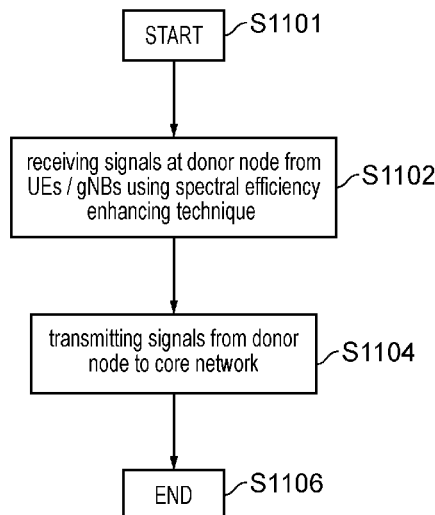 START
S1101
receiving signals at donor node from
UEs / gNBs using spectral efficiency
enhancing technique
S1102
transmitting signals from donor
node to core network
S1104
END
S1106